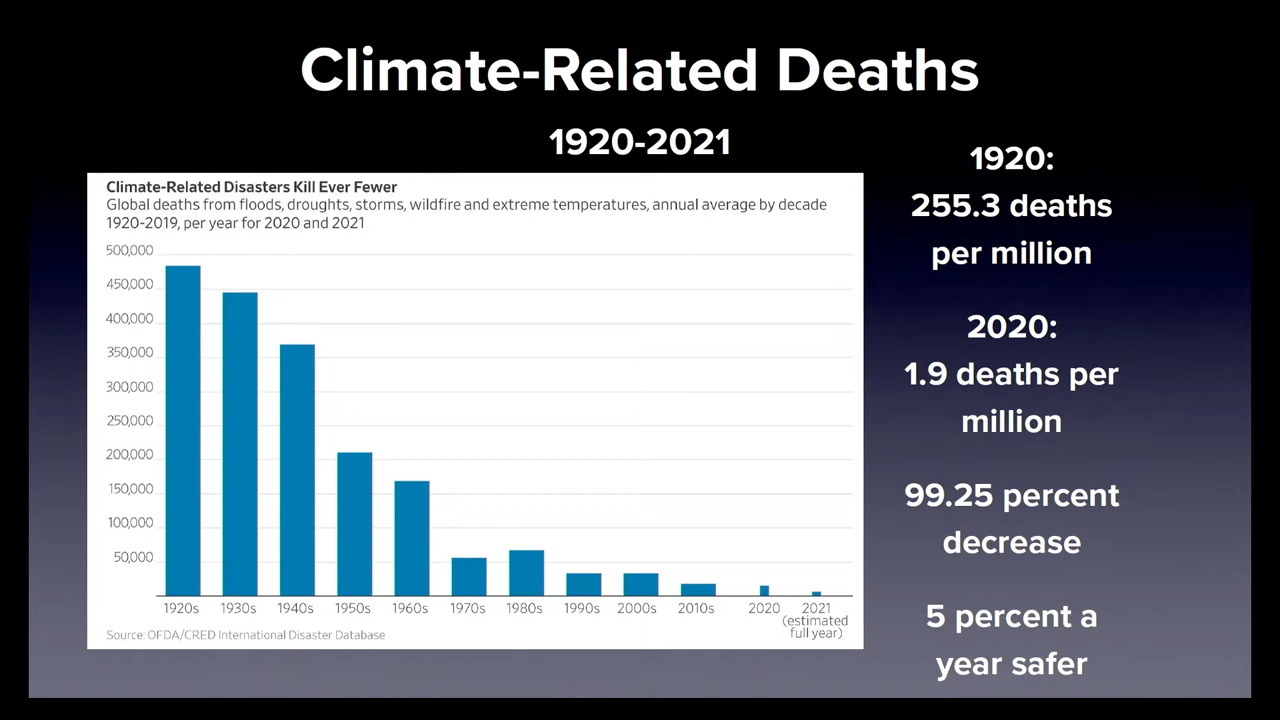 Climate-Related Deaths
1920-2021
Climate-Related Disasters Kill Ever Fewer
Global deaths from floods, droughts, storms, wildfire and extreme temperatures, annual average by decade
1920-2019, per year for 2020 and 2021
500,000
450,000
400,000
350,000
300,000
250,000
200,000
150,000
100,000
50,000
1920s 1930s 1940s 1950s 1960s 1970s 1980s 1990s 2000s 2010s 2020 2021
(estimated
full year)
Source: OFDA/CRED International Disaster Database
1920:
255.3 deaths
per million
2020:
1.9 deaths per
million
99.25 percent
decrease
5 percent a
year safer